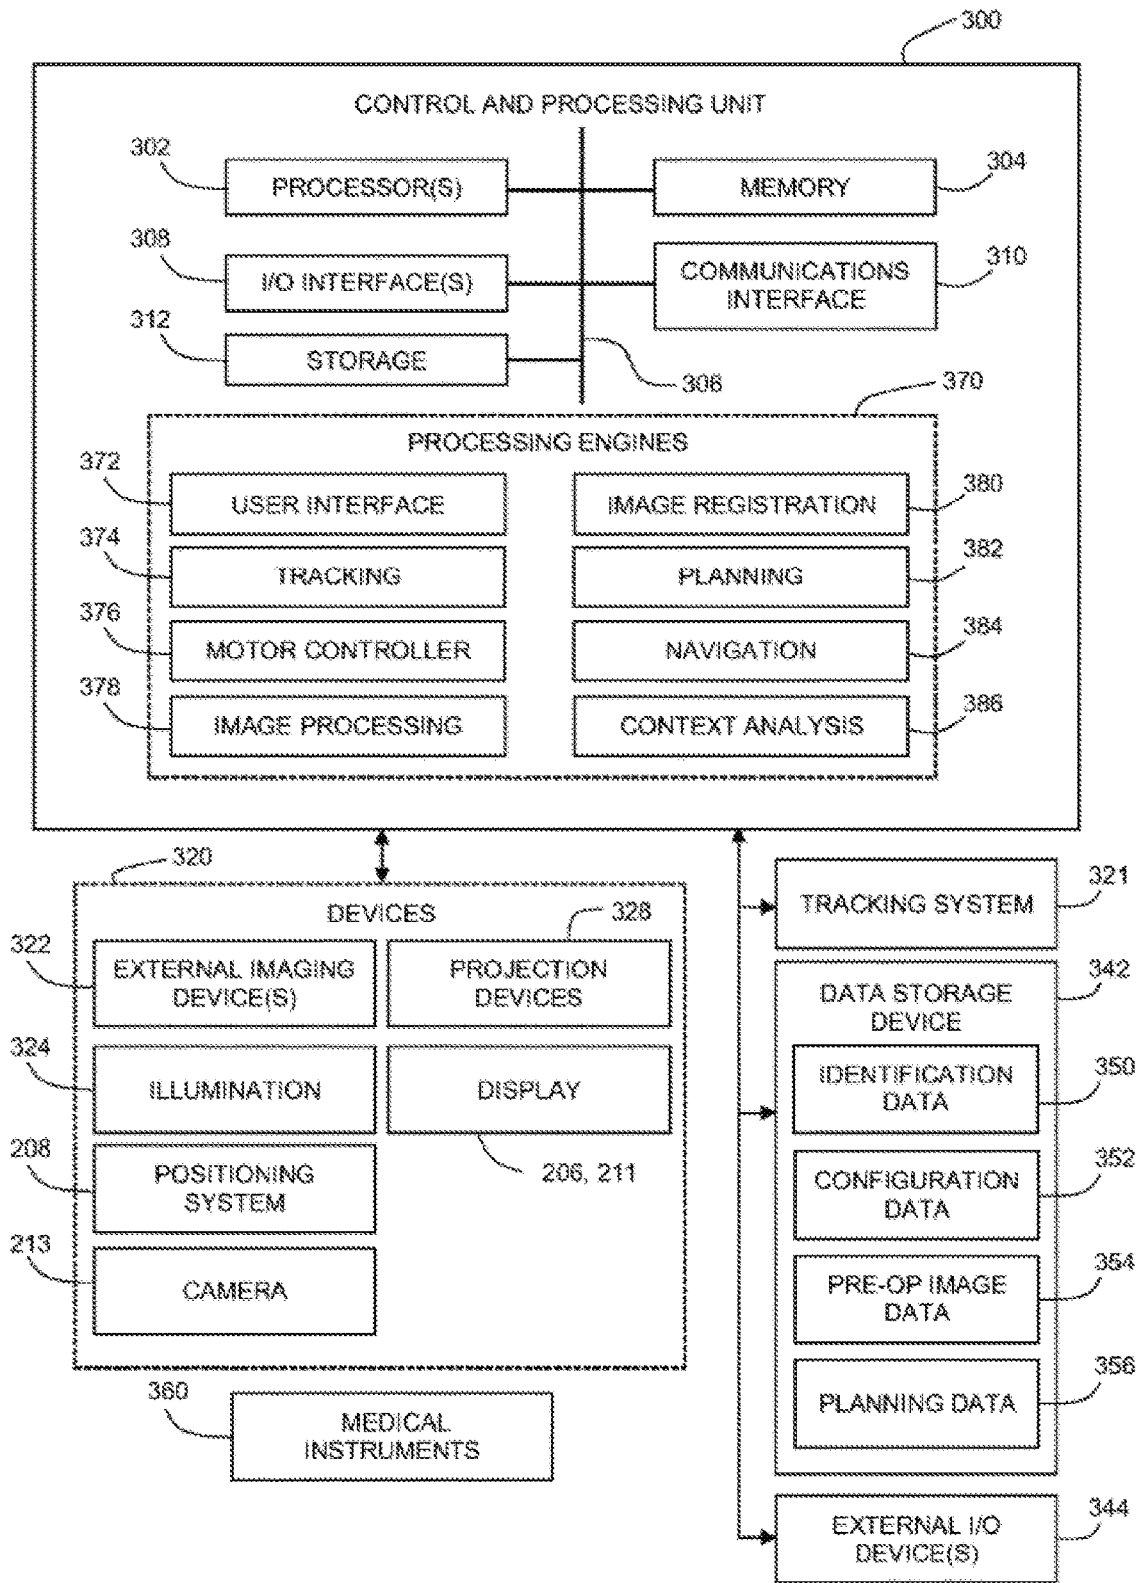 300
CONTROL AND PROCESSING UNIT
302
PROCESSOR(S)
MEMORY
304
308
I/O INTERFACE(S)
COMMUNICATIONS
INTERFACE
310
312
STORAGE
306
370
PROCESSING ENGINES
372
USER INTERFACE
IMAGE REGISTRATION
380
374
TRACKING
PLANNING
382
376
MOTOR CONTROLLER
NAVIGATION
384
378
IMAGE PROCESSING
CONTEXT ANALYSIS
386
320
DEVICES
328
322
EXTERNAL IMAGING
DEVICE(S)
PROJECTION
DEVICES
324
ILLUMINATION
DISPLAY
208
POSITIONING
SYSTEM
206, 211
213
CAMERA
360
MEDICAL
INSTRUMENTS
TRACKING SYSTEM
321
DATA STORAGE
DEVICE
342
IDENTIFICATION
DATA
350
CONFIGURATION
DATA
352
PRE-OP IMAGE
DATA
354
PLANNING DATA
356
EXTERNAL I/O
DEVICE(S)
344